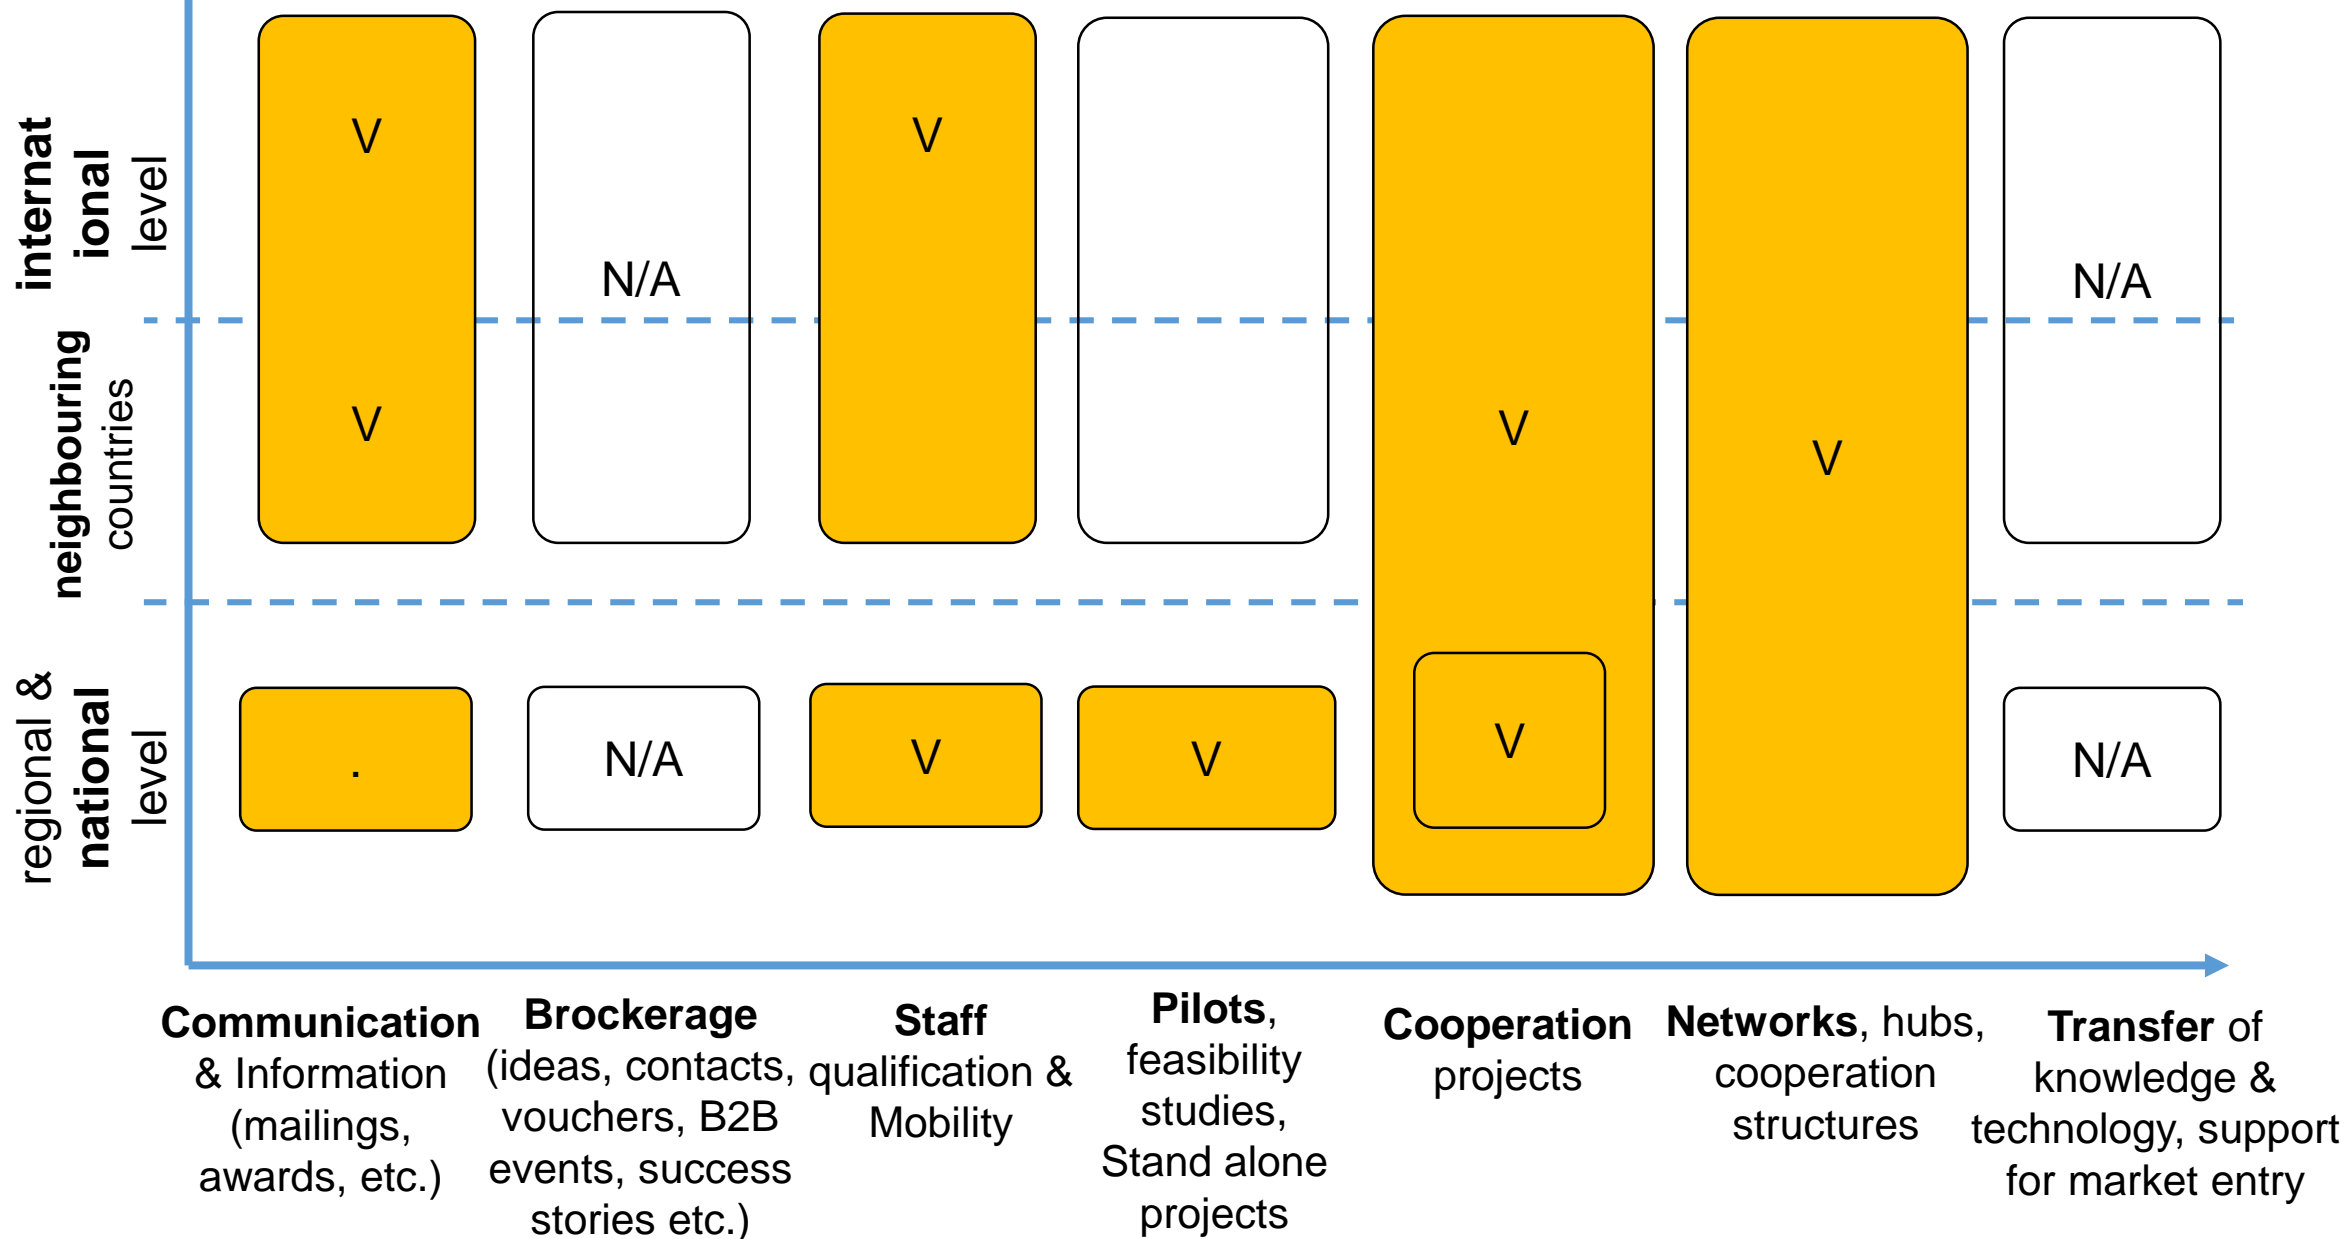 internat
ional
level
V
N/A
V
N/A
neighbouring
countries
V
V
V
regional &
national
level
.
N/A
V
V
V
N/A
Communication
& Information
(mailings,
awards, etc.)
Brockerage
(ideas, contacts,
vouchers, B2B
events, success
stories etc.)
Staff
qualification &
Mobility
Pilots,
feasibility
studies,
Stand alone
projects
Cooperation
projects
Networks, hubs,
cooperation
structures
Transfer of
knowledge &
technology, support
for market entry